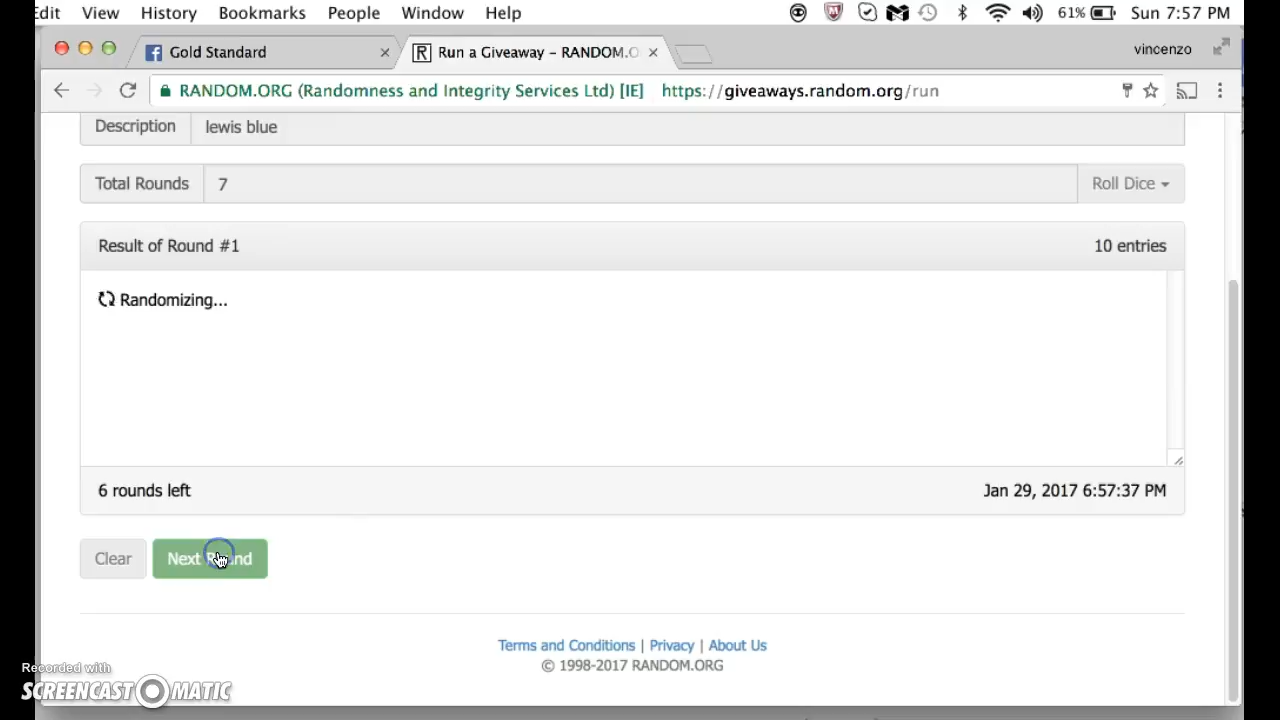 Edit View History Bookmarks People Window Help 61% Sun 7:57 PM
Gold Standard Run a Giveaway – RANDOM.O vincenzo
RANDOM.ORG (Randomness and Integrity Services Ltd) [IE] https://giveaways.random.org/run
Description lewis blue
Total Rounds 7 Roll Dice
Result of Round #1 10 entries
Randomizing...
6 rounds left Jan 29, 2017 6:57:37 PM
Clear Next Round
Terms and Conditions | Privacy | About Us
© 1998-2017 RANDOM.ORG
Recorded with
SCREENCAST-O-MATIC